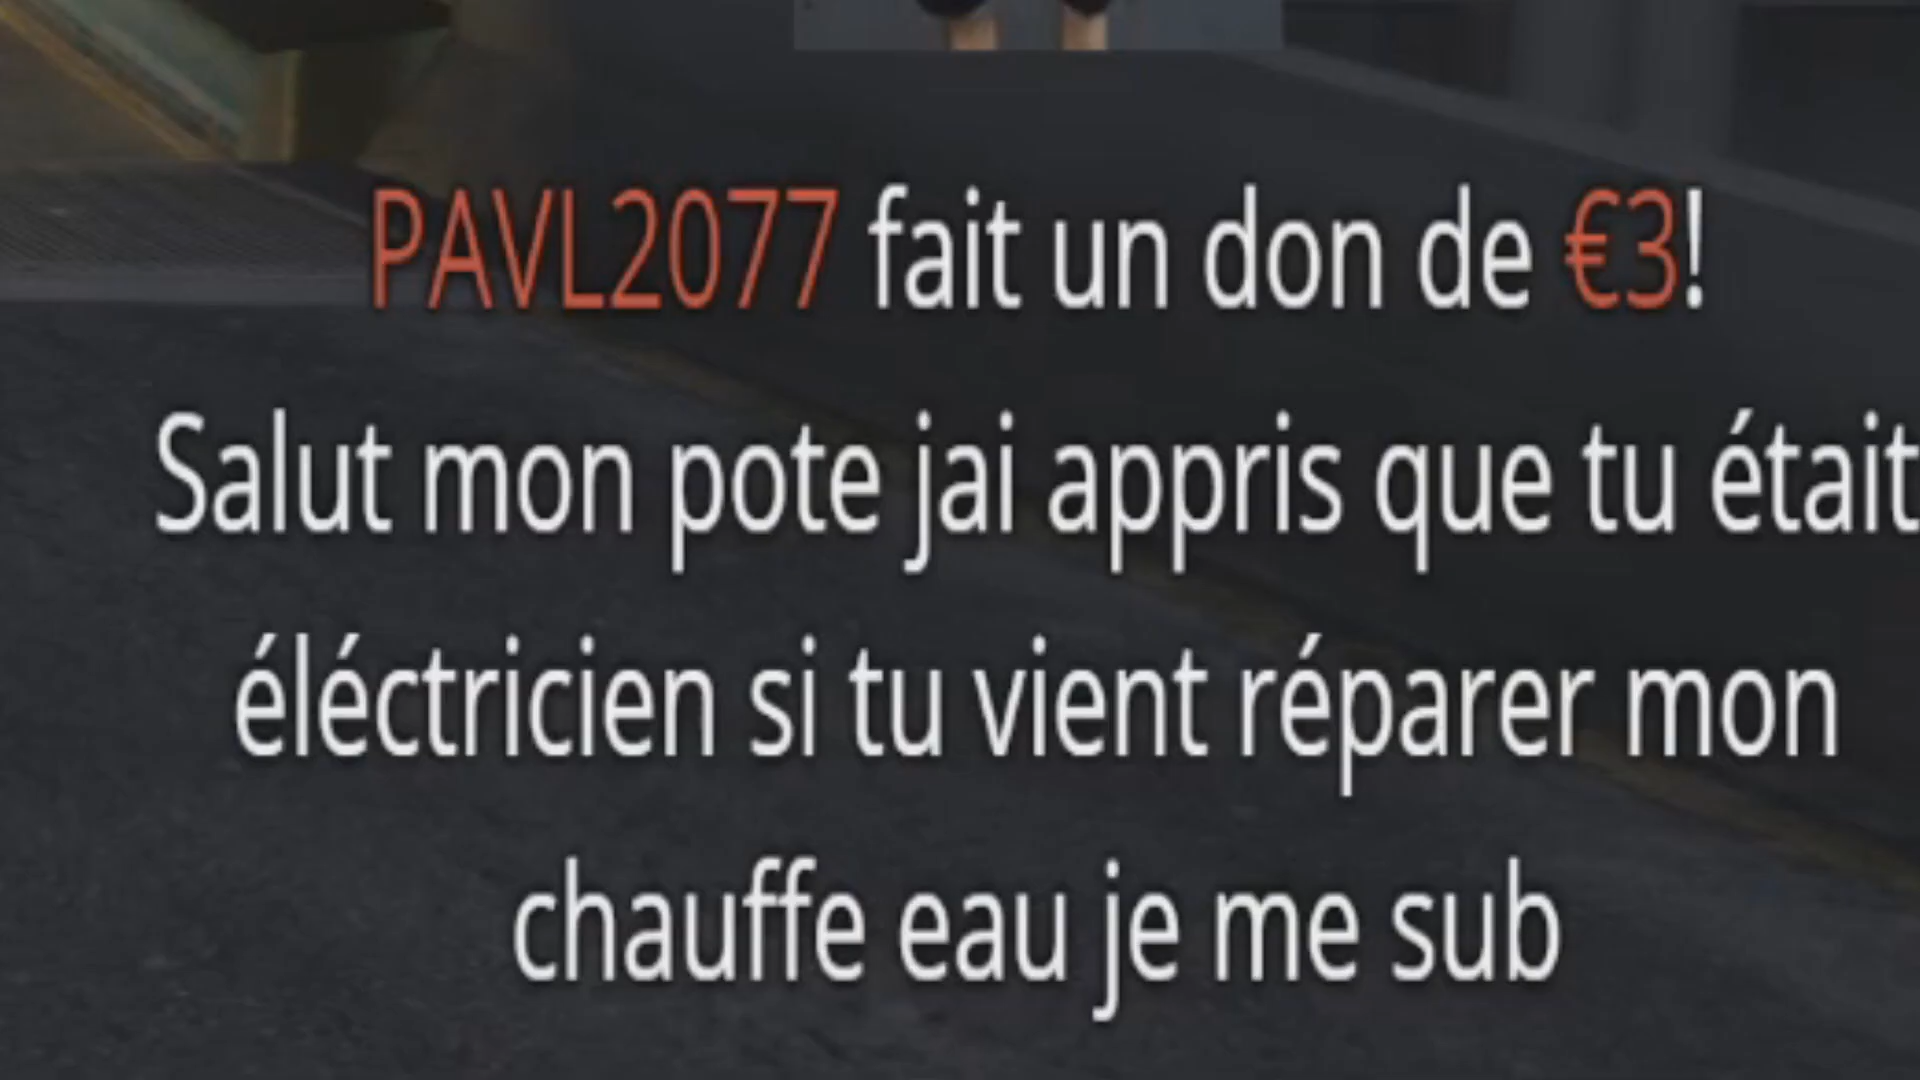 PAVL2077 fait un don de €3!
Salut mon pote jai appris que tu était
éléctricien si tu vient réparer mon
chauffe eau je me sub